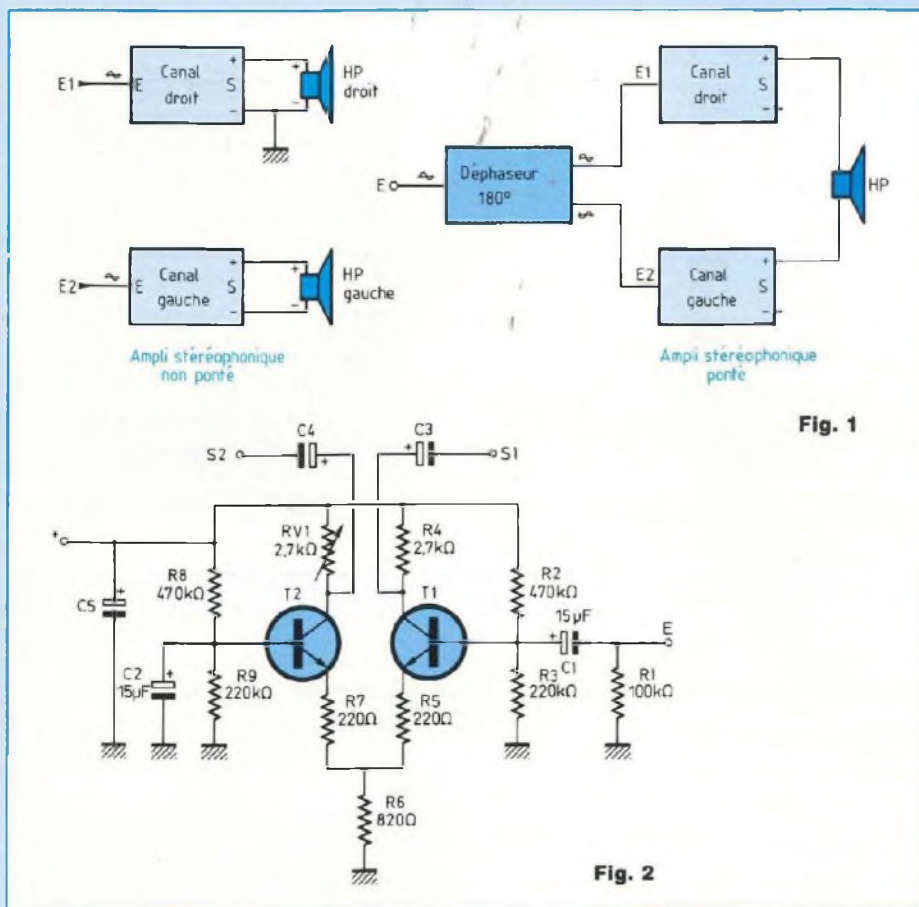 E1
E
Canal
droit
S
+
-
+
-
HP
droit
E2
E
Canal
gauche
S
+
-
+
-
HP
gauche
Ampli stéréophonique
non ponté
E
Déphaseur
180°
E1
E2
Canal
droit
S
+
-
HP
Canal
gauche
S
+
-
Ampli stéréophonique
ponté
Fig. 1
S2
C4
+
C3
+
S1
+
C5
+
R8
470kΩ
RV1
2,7kΩ
R4
2,7kΩ
R2
470kΩ
T2
T1
15µF
+
C1
E
C2
15µF
+
R9
220kΩ
R7
220Ω
R5
220Ω
R3
220kΩ
R1
100kΩ
R6
820Ω
Fig. 2